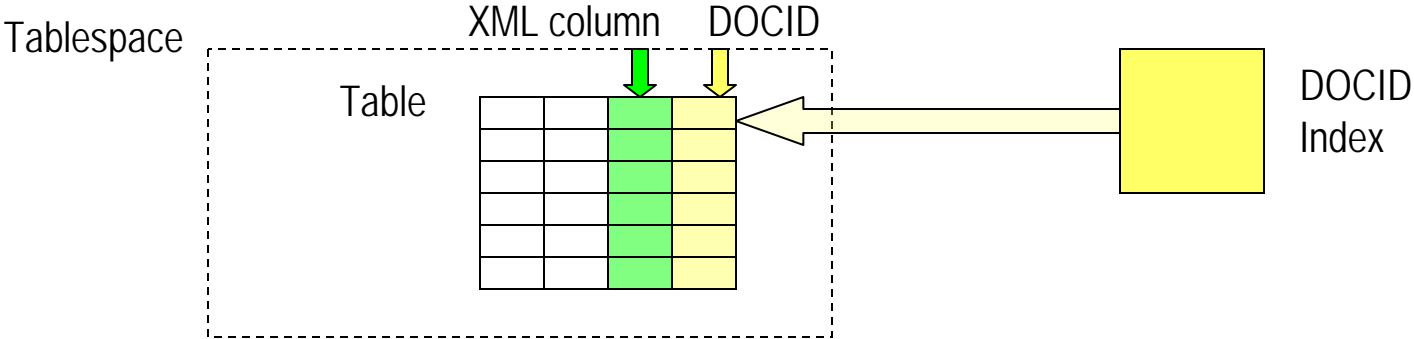 Tablespace
XML column
DOCID
Table
DOCID
Index